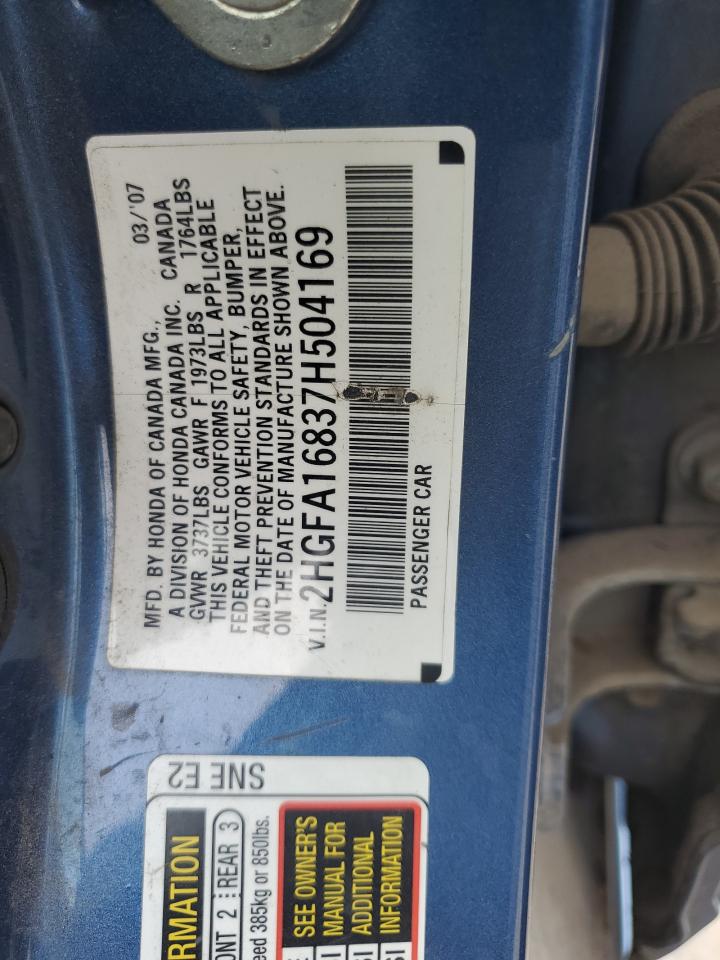 MFD. BY HONDA OF CANADA MFG., 03/'07
A DIVISION OF HONDA CANADA INC. CANADA
GVWR 3737LBS GAWR F 1973LBS R 1764LBS
THIS VEHICLE CONFORMS TO ALL APPLICABLE
FEDERAL MOTOR VEHICLE SAFETY, BUMPER,
AND THEFT PREVENTION STANDARDS IN EFFECT
ON THE DATE OF MANUFACTURE SHOWN ABOVE.
V.I.N. 2HGFA16837H504169
PASSENGER CAR
SNE E2
RMATION
ONT 2 REAR 3
eed 385kg or 850lbs.
SEE OWNER'S
MANUAL FOR
ADDITIONAL
INFORMATION